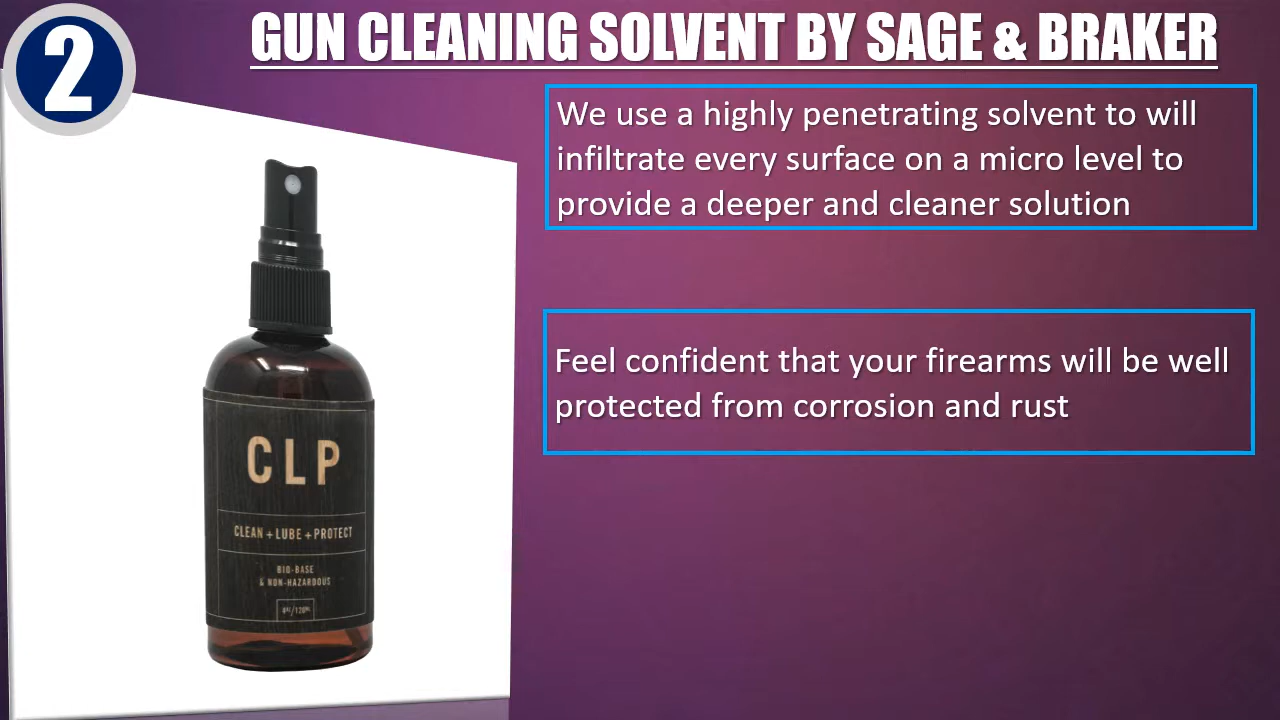 2
GUN CLEANING SOLVENT BY SAGE & BRAKER
We use a highly penetrating solvent to will
infiltrate every surface on a micro level to
provide a deeper and cleaner solution
Feel confident that your firearms will be well
protected from corrosion and rust
CLP
CLEAN + LUBE + PROTECT
BIO-BASE
& NON-HAZARDOUS
4OZ/120ML